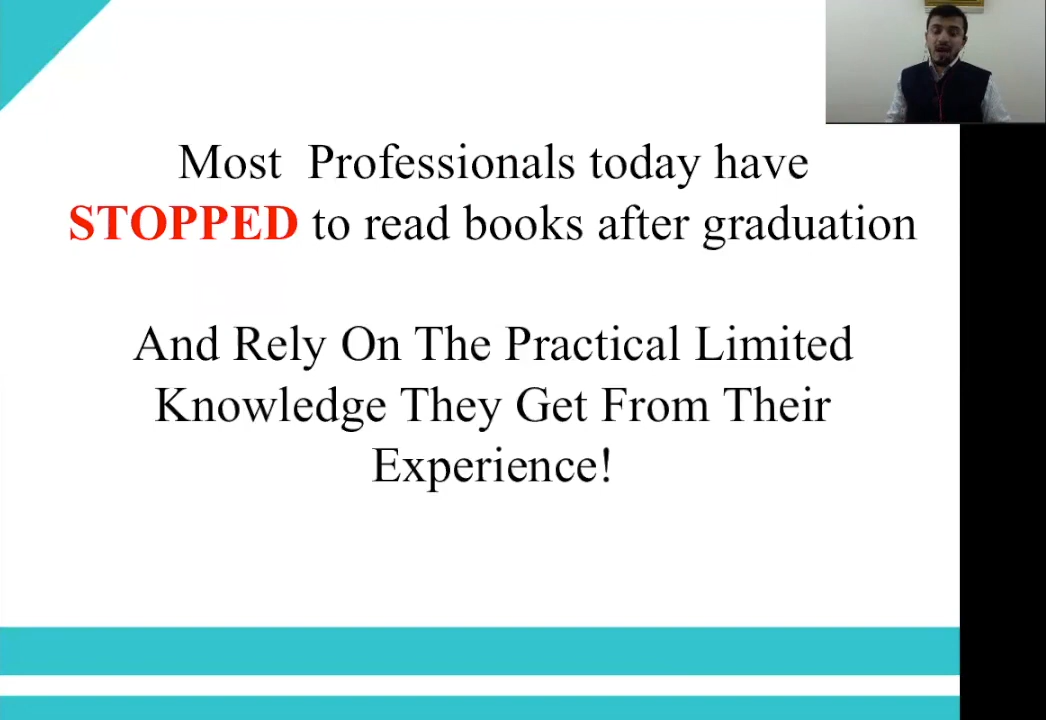 Most  Professionals today have
STOPPED to read books after graduation
And Rely On The Practical Limited
Knowledge They Get From Their
Experience!